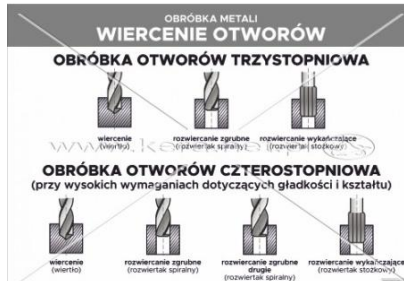 OBRÓBKA METALI
WIERCENIE OTWORÓW
OBRÓBKA OTWORÓW TRZYSTOPNIOWA
wiercenie
(wiertło)
rozwiercanie zgrubne
(rozwiertak spiralny)
rozwiercanie wykańczające
(rozwiertak stożkowy)
OBRÓBKA OTWORÓW CZTEROSTOPNIOWA
(przy wysokich wymaganiach dotyczących gładkości i kształtu)
wiercenie
(wiertło)
rozwiercanie zgrubne
(rozwiertak spiralny)
rozwiercanie zgrubne
drugie
(rozwiertak spiralny)
rozwiercanie wykańczające
(rozwiertak stożkowy)